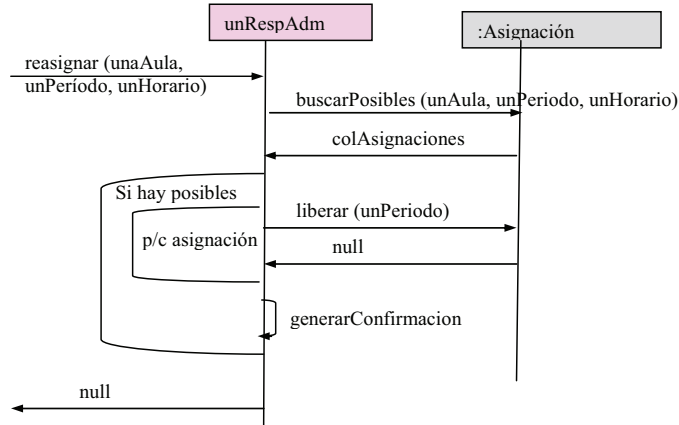 unRespAdm
:Asignación
reasignar (unaAula,
unPeríodo, unHorario)
buscarPosibles (unAula, unPeriodo, unHorario)
colAsignaciones
Si hay posibles
liberar (unPeriodo)
p/c asignación
null
generarConfirmacion
null